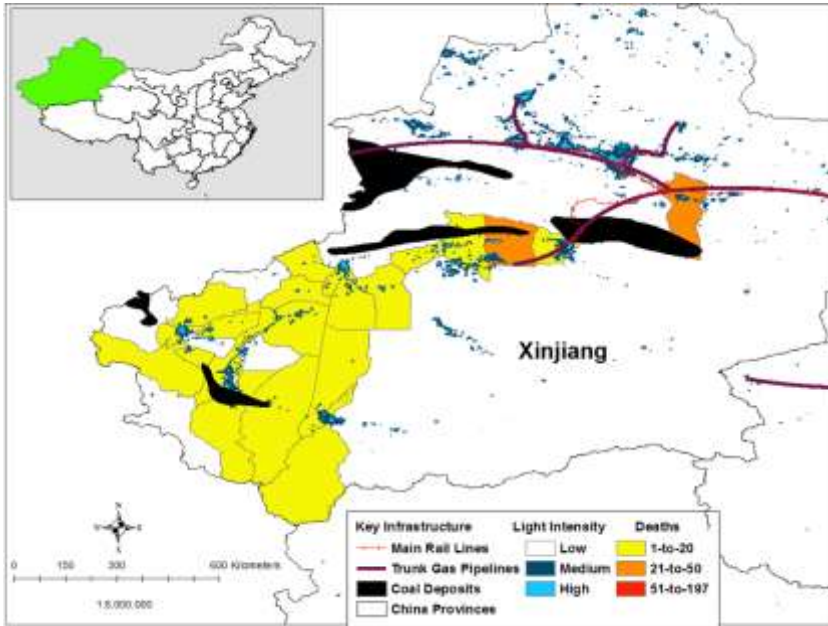 Xinjiang
N
W E
S
0 150 300 600 Kilometers
1:5,000,000
Key Infrastructure
Main Rail Lines
Trunk Gas Pipelines
Coal Deposits
China Provinces
Light Intensity
Low
Medium
High
Deaths
1-to-20
21-to-50
51-to-197